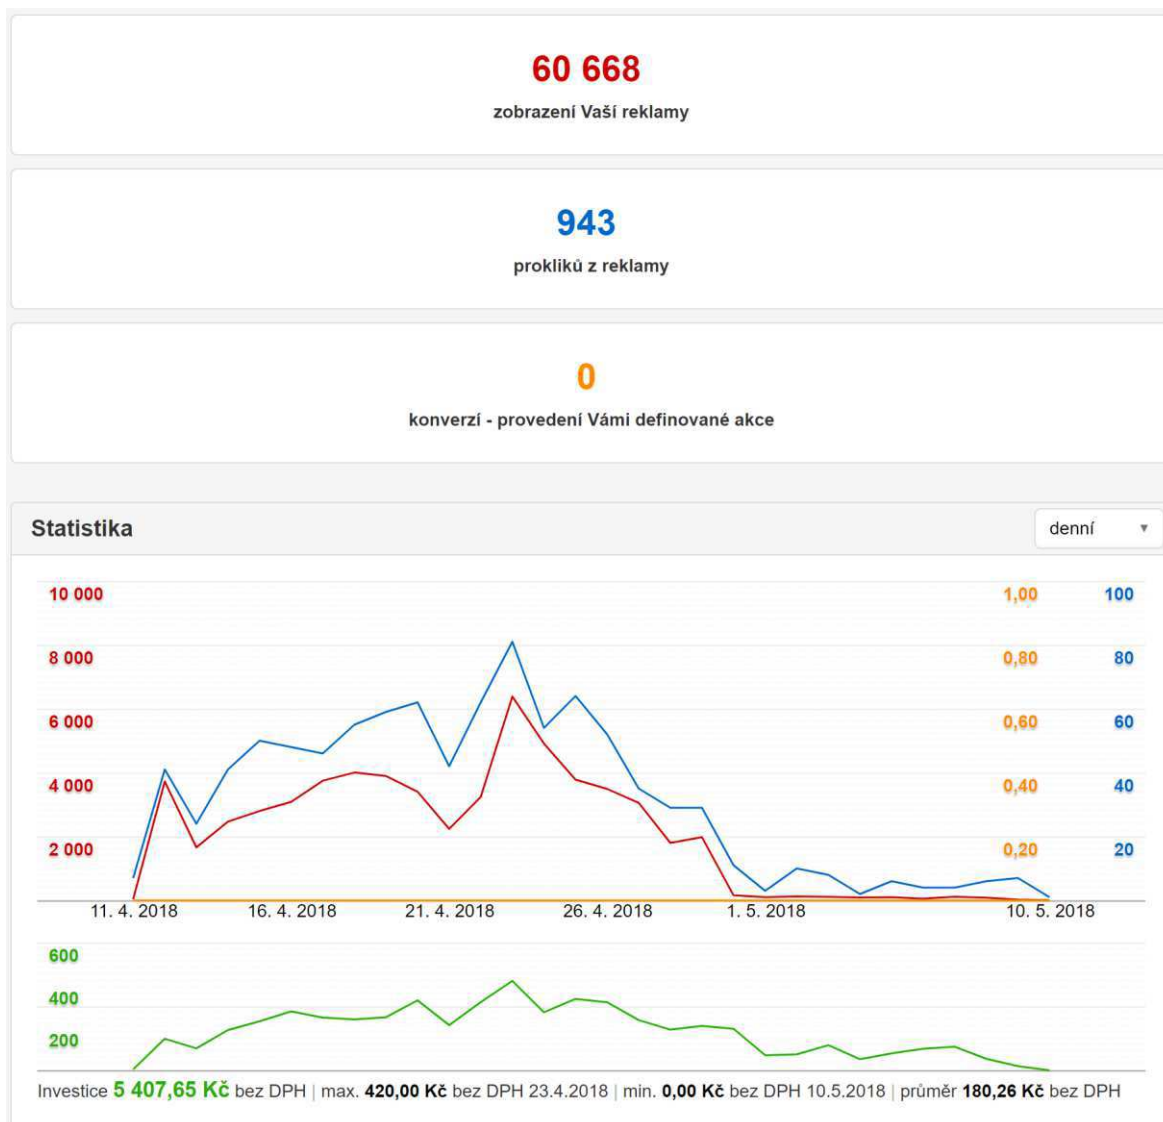 60 668
zobrazení Vaší reklamy
943
prokliků z reklamy
0
konverzí - provedení Vámi definované akce
Statistika
denní
10 000 1,00 100
8 000 0,80 80
6 000 0,60 60
4 000 0,40 40
2 000 0,20 20
11. 4. 2018 16. 4. 2018 21. 4. 2018 26. 4. 2018 1. 5. 2018 10. 5. 2018
600
400
200
Investice 5 407,65 Kč bez DPH | max. 420,00 Kč bez DPH 23.4.2018 | min. 0,00 Kč bez DPH 10.5.2018 | průměr 180,26 Kč bez DPH